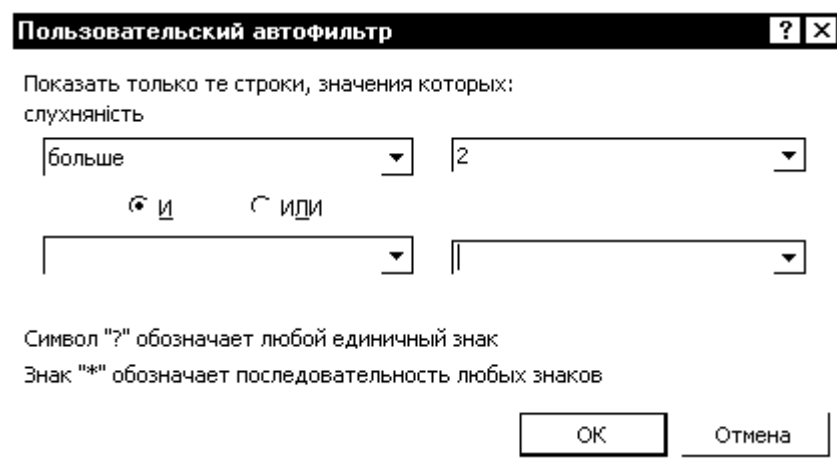 Пользовательский автофильтр ? ×
Показать только те строки, значения которых:
слухняність
больше 2
И ИЛИ
Символ "?" обозначает любой единичный знак
Знак "*" обозначает последовательность любых знаков
ОК Отмена